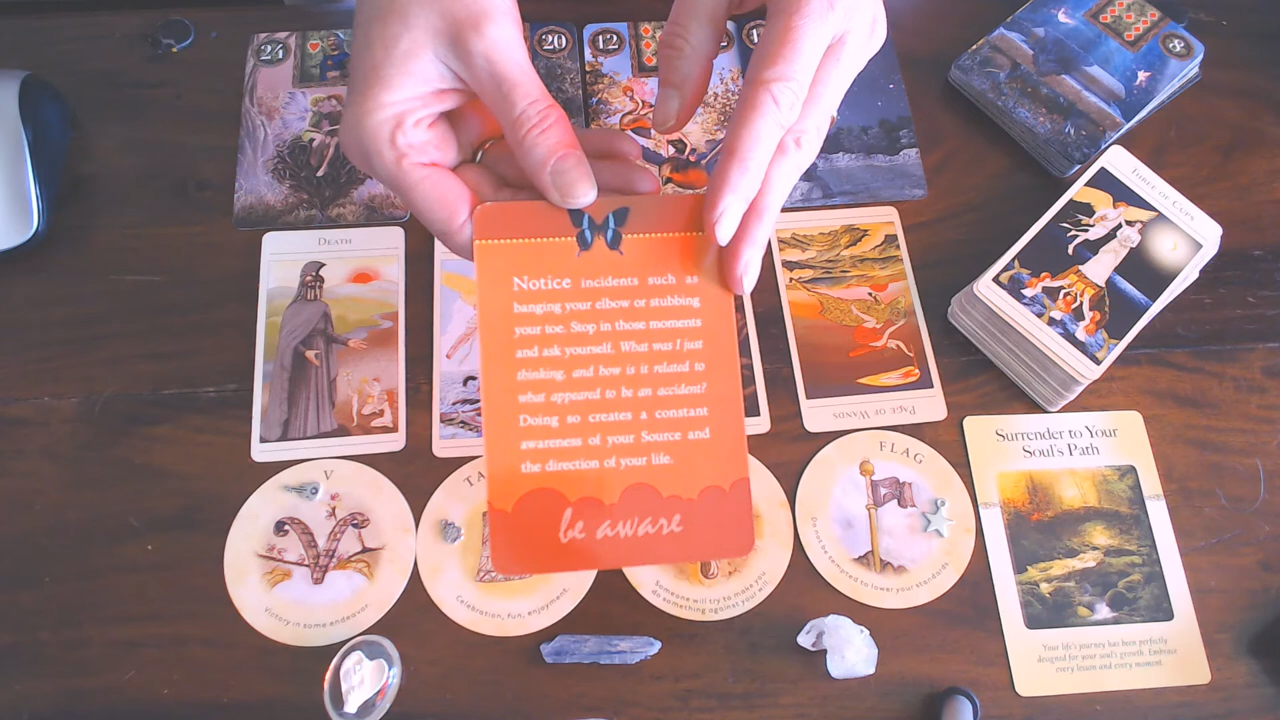 24
20
12
8
THREE OF CUPS
DEATH
Notice incidents such as
banging your elbow or stubbing
your toe. Stop in those moments
and ask yourself, What was I just
thinking, and how is it related to
what appeared to be an accident?
Doing so creates a constant
awareness of your Source and
the direction of your life.
be aware
PAGE OF WANDS
Surrender to Your
Soul's Path
Your life's journey has been perfectly
designed for your soul's growth. Embrace
every lesson and every moment.
V
Victory in some endeavor.
TA
Celebration, fun, enjoyment.
Someone will try to make you
do something against your will.
FLAG
Do not be tempted to lower your standards.